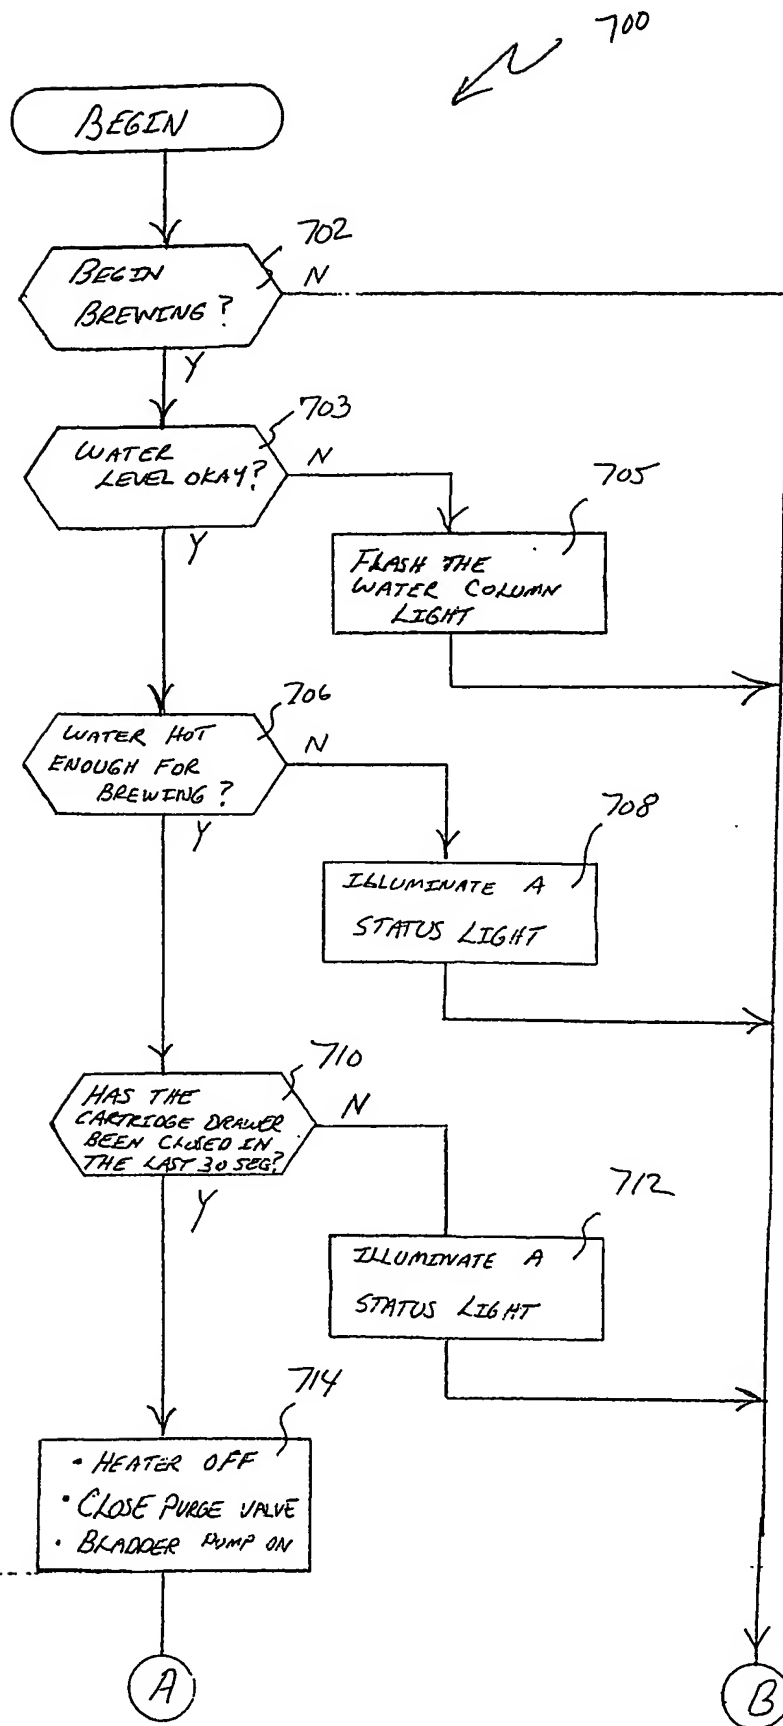 700
BEGIN
702
BEGIN
BREWING?
N
Y
703
WATER
LEVEL OKAY?
N
Y
705
FLASH THE
WATER COLUMN
LIGHT
706
WATER HOT
ENOUGH FOR
BREWING?
N
Y
708
ILLUMINATE A
STATUS LIGHT
710
HAS THE
CARTRIDGE DRAWER
BEEN CLOSED IN
THE LAST 30 SEC?
N
Y
712
ILLUMINATE A
STATUS LIGHT
714
• HEATER OFF
• CLOSE PURGE VALVE
• BLADDER PUMP ON
A
B